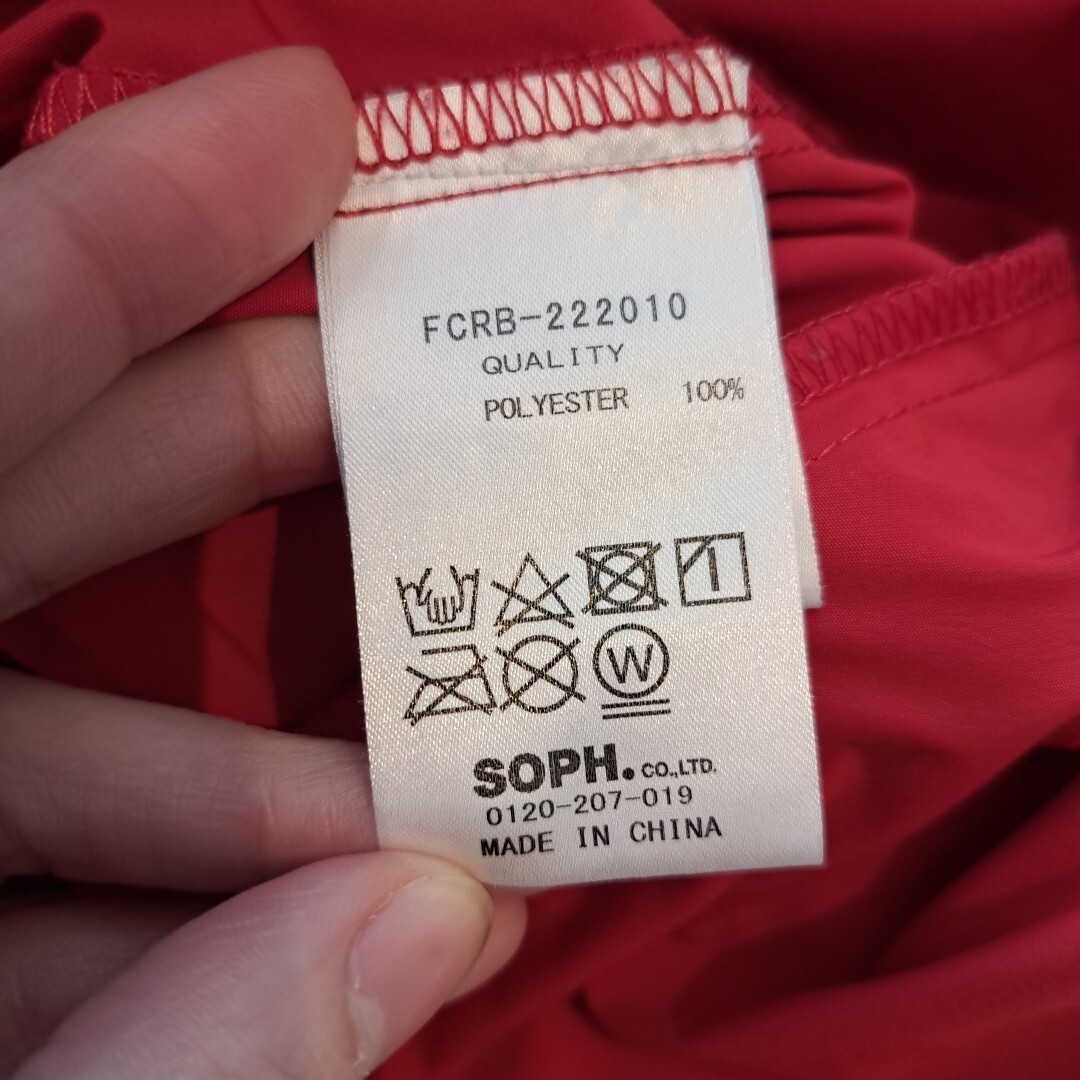 FCRB-222010
QUALITY
POLYESTER 100%
W
SOPH. CO.,LTD.
0120-207-019
MADE IN CHINA